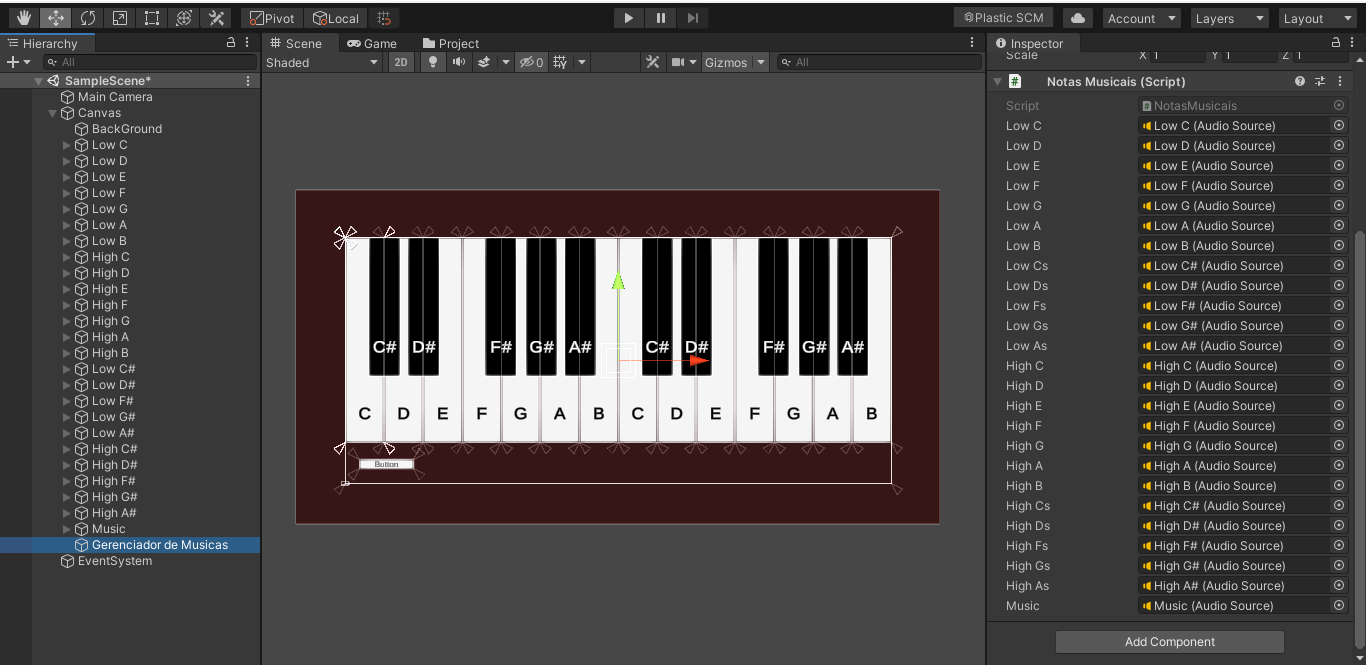 Pivot Local Plastic SCM Account Layers Layout
Hierarchy Scene Game Project Inspector
All Shaded 2D 0 Gizmos All Scale X 1 Y 1 Z 1
SampleScene*
Main Camera
Canvas
BackGround
Low C
Low D
Low E
Low F
Low G
Low A
Low B
High C
High D
High E
High F
High G
High A
High B
Low C#
Low D#
Low F#
Low G#
Low A#
High C#
High D#
High F#
High G#
High A#
Music
Gerenciador de Musicas
EventSystem
C# D# F# G# A# C# D# F# G# A#
C D E F G A B C D E F G A B
Button
# Notas Musicais (Script)
Script NotasMusicais
Low C Low C (Audio Source)
Low D Low D (Audio Source)
Low E Low E (Audio Source)
Low F Low F (Audio Source)
Low G Low G (Audio Source)
Low A Low A (Audio Source)
Low B Low B (Audio Source)
Low Cs Low C# (Audio Source)
Low Ds Low D# (Audio Source)
Low Fs Low F# (Audio Source)
Low Gs Low G# (Audio Source)
Low As Low A# (Audio Source)
High C High C (Audio Source)
High D High D (Audio Source)
High E High E (Audio Source)
High F High F (Audio Source)
High G High G (Audio Source)
High A High A (Audio Source)
High B High B (Audio Source)
High Cs High C# (Audio Source)
High Ds High D# (Audio Source)
High Fs High F# (Audio Source)
High Gs High G# (Audio Source)
High As High A# (Audio Source)
Music Music (Audio Source)
Add Component